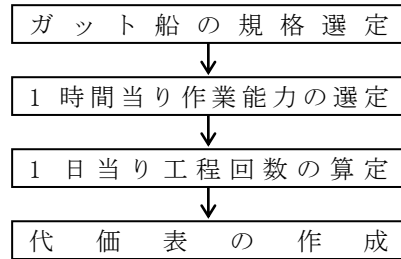 ガット船の規格選定
1時間当り作業能力の選定
1日当り工程回数の算定
代価表の作成